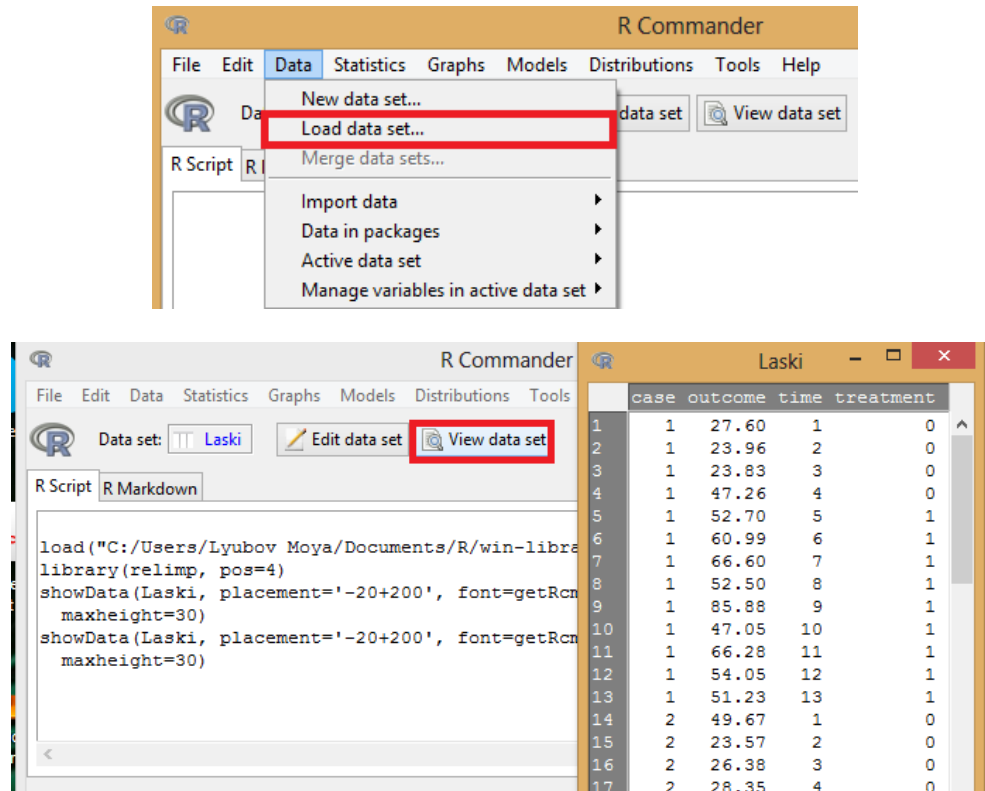 R Commander
File Edit Data Statistics Graphs Models Distributions Tools Help
New data set...
Load data set...
Merge data sets...
Import data
Data in packages
Active data set
Manage variables in active data set
data set View data set
R Script
R Commander
File Edit Data Statistics Graphs Models Distributions Tools
Data set: Laski Edit data set View data set
R Script R Markdown
load("C:/Users/Lyubov Moya/Documents/R/win-libra
library(relimp, pos=4)
showData(Laski, placement='-20+200', font=getRcm
maxheight=30)
showData(Laski, placement='-20+200', font=getRcm
maxheight=30)
Laski
case outcome time treatment
1 1 27.60 1 0
2 1 23.96 2 0
3 1 23.83 3 0
4 1 47.26 4 0
5 1 52.70 5 1
6 1 60.99 6 1
7 1 66.60 7 1
8 1 52.50 8 1
9 1 85.88 9 1
10 1 47.05 10 1
11 1 66.28 11 1
12 1 54.05 12 1
13 1 51.23 13 1
14 2 49.67 1 0
15 2 23.57 2 0
16 2 26.38 3 0
17 2 28.35 4 0